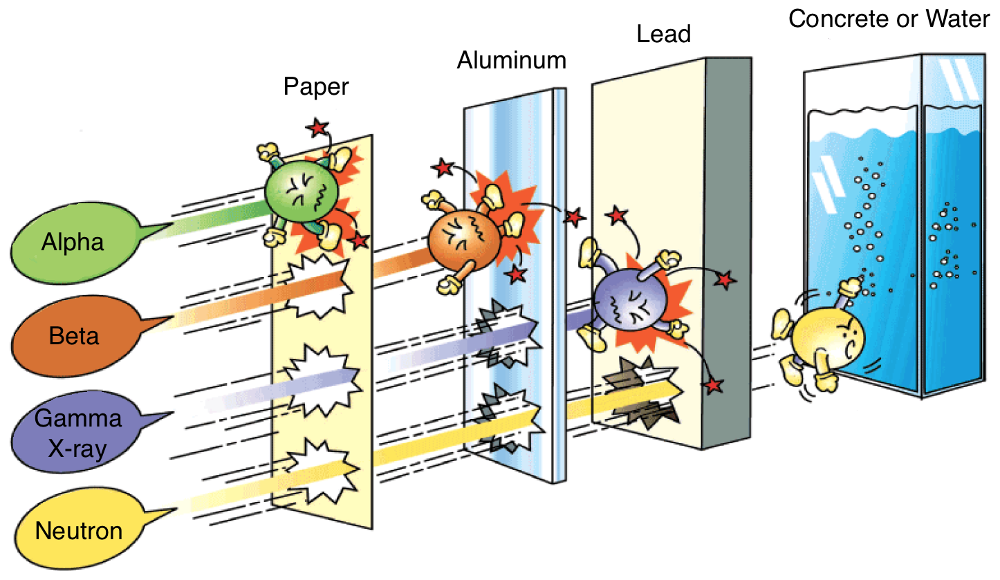 Concrete or Water
Lead
Aluminum
Paper
Alpha
Beta
Gamma
X-ray
Neutron